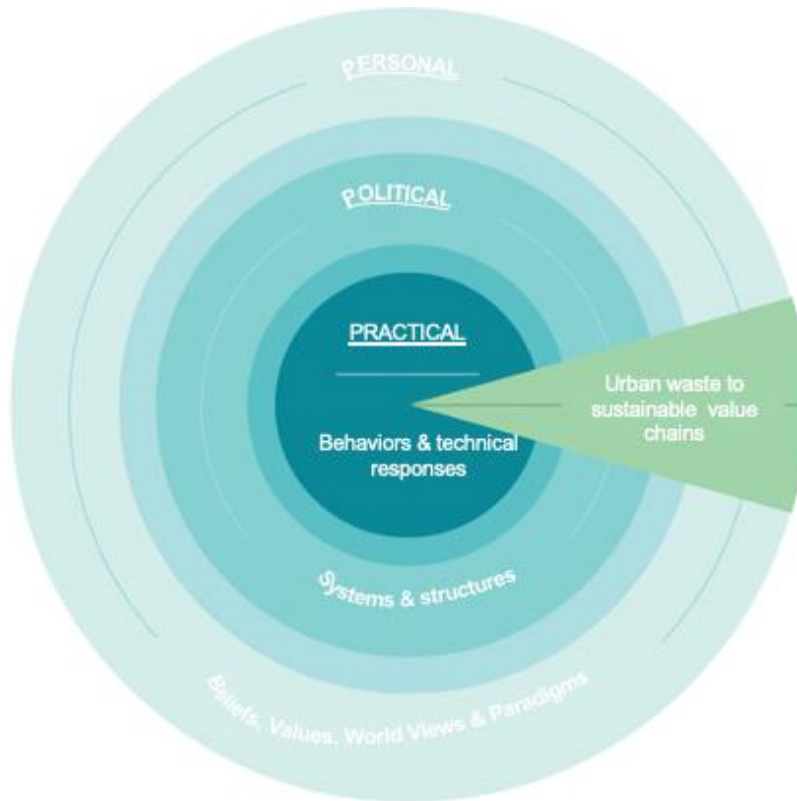 PERSONAL
POLITICAL
PRACTICAL
Behaviors & technical
responses
Urban waste to
sustainable value
chains
Systems & structures
Beliefs, Values, World Views & Paradigms